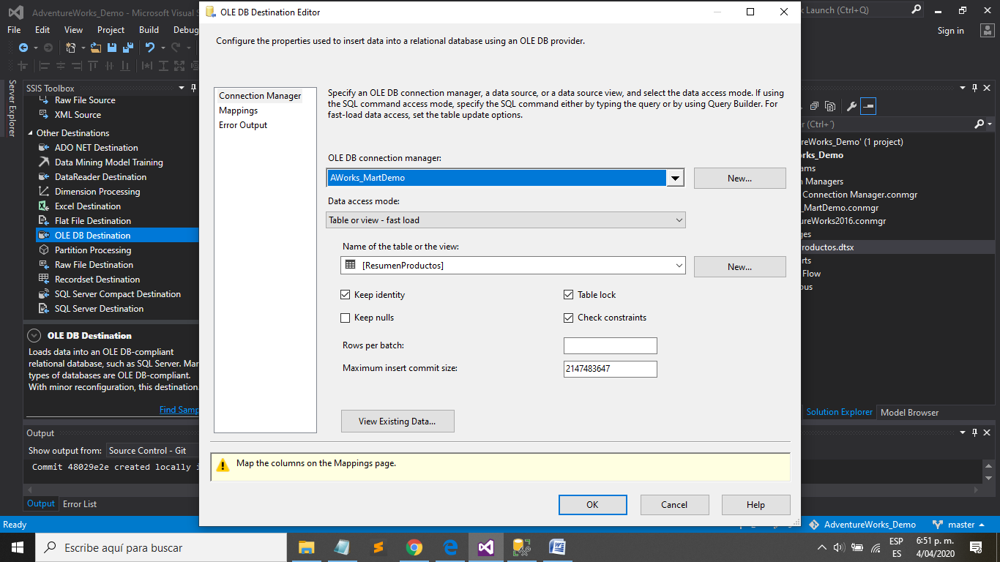 AdventureWorks_Demo - Microsoft Visual S
k Launch (Ctrl+Q)
File Edit View Project Build Debug
Sign in
OLE DB Destination Editor
Configure the properties used to insert data into a relational database using an OLE DB provider.
Connection Manager
Mappings
Error Output
Specify an OLE DB connection manager, a data source, or a data source view, and select the data access mode. If using
the SQL command access mode, specify the SQL command either by typing the query or by using Query Builder. For
fast-load data access, set the table update options.
OLE DB connection manager:
AWorks_MartDemo
New...
Data access mode:
Table or view - fast load
Name of the table or the view:
[ResumenProductos]
New...
Keep identity
Table lock
Keep nulls
Check constraints
Rows per batch:
Maximum insert commit size:
2147483647
View Existing Data...
Map the columns on the Mappings page.
OK
Cancel
Help
Server Explorer
SSIS Toolbox
Raw File Source
XML Source
Other Destinations
ADO NET Destination
Data Mining Model Training
DataReader Destination
Dimension Processing
Excel Destination
Flat File Destination
OLE DB Destination
Partition Processing
Raw File Destination
Recordset Destination
SQL Server Compact Destination
SQL Server Destination
OLE DB Destination
Loads data into an OLE DB-compliant
relational database, such as SQL Server. Man
types of databases are OLE DB-compliant.
With minor reconfiguration, this destination
Find Samp
Output
Show output from: Source Control - Git
Commit 48029e2e created locally i
Output Error List
r (Ctrl+¨)
ureWorks_Demo' (1 project)
orks_Demo
ams
n Managers
Connection Manager.conmgr
_MartDemo.conmgr
ureWorks2016.conmgr
ges
roductos.dtsx
rts
Flow
ous
Solution Explorer Model Browser
Ready
AdventureWorks_Demo
master
Escribe aquí para buscar
ESP
ES
6:51 p. m.
4/04/2020